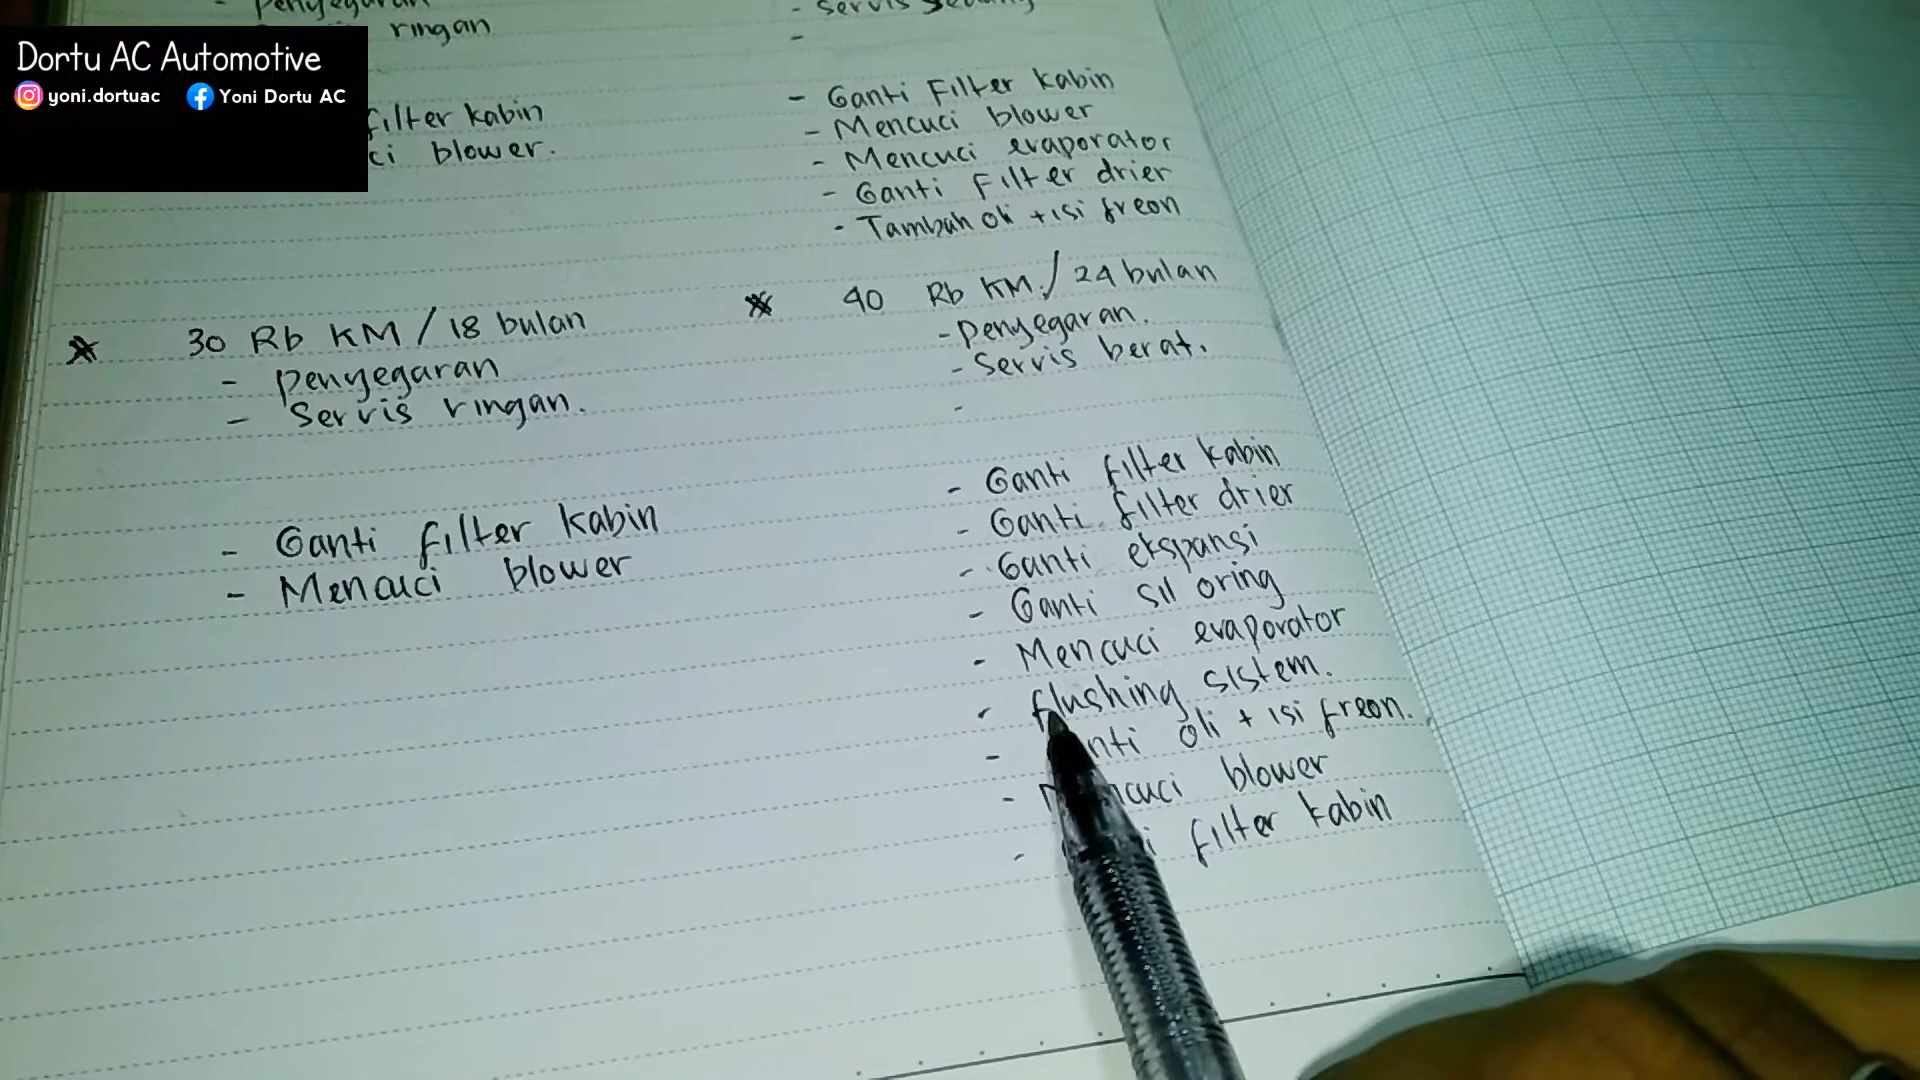 Dortu AC Automotive
yoni.dortuac Yoni Dortu AC
ringan
filter kabin
ci blower.
- Servis Sedang
-
- Ganti Filter kabin
- Mencuci blower
- Mencuci evaporator
- Ganti Filter drier
- Tambah oli + isi freon
* 30 Rb KM / 18 bulan
- Penyegaran
- Servis ringan.
- Ganti filter kabin
- Mencuci blower
* 40 Rb KM / 24 bulan
- Penyegaran.
- Servis berat.
-
- Ganti filter kabin
- Ganti filter drier
- Ganti ekspansi
- Ganti sil oring
- Mencuci evaporator
- flushing sistem.
- nti oli + isi freon.
- cuci blower
- filter kabin